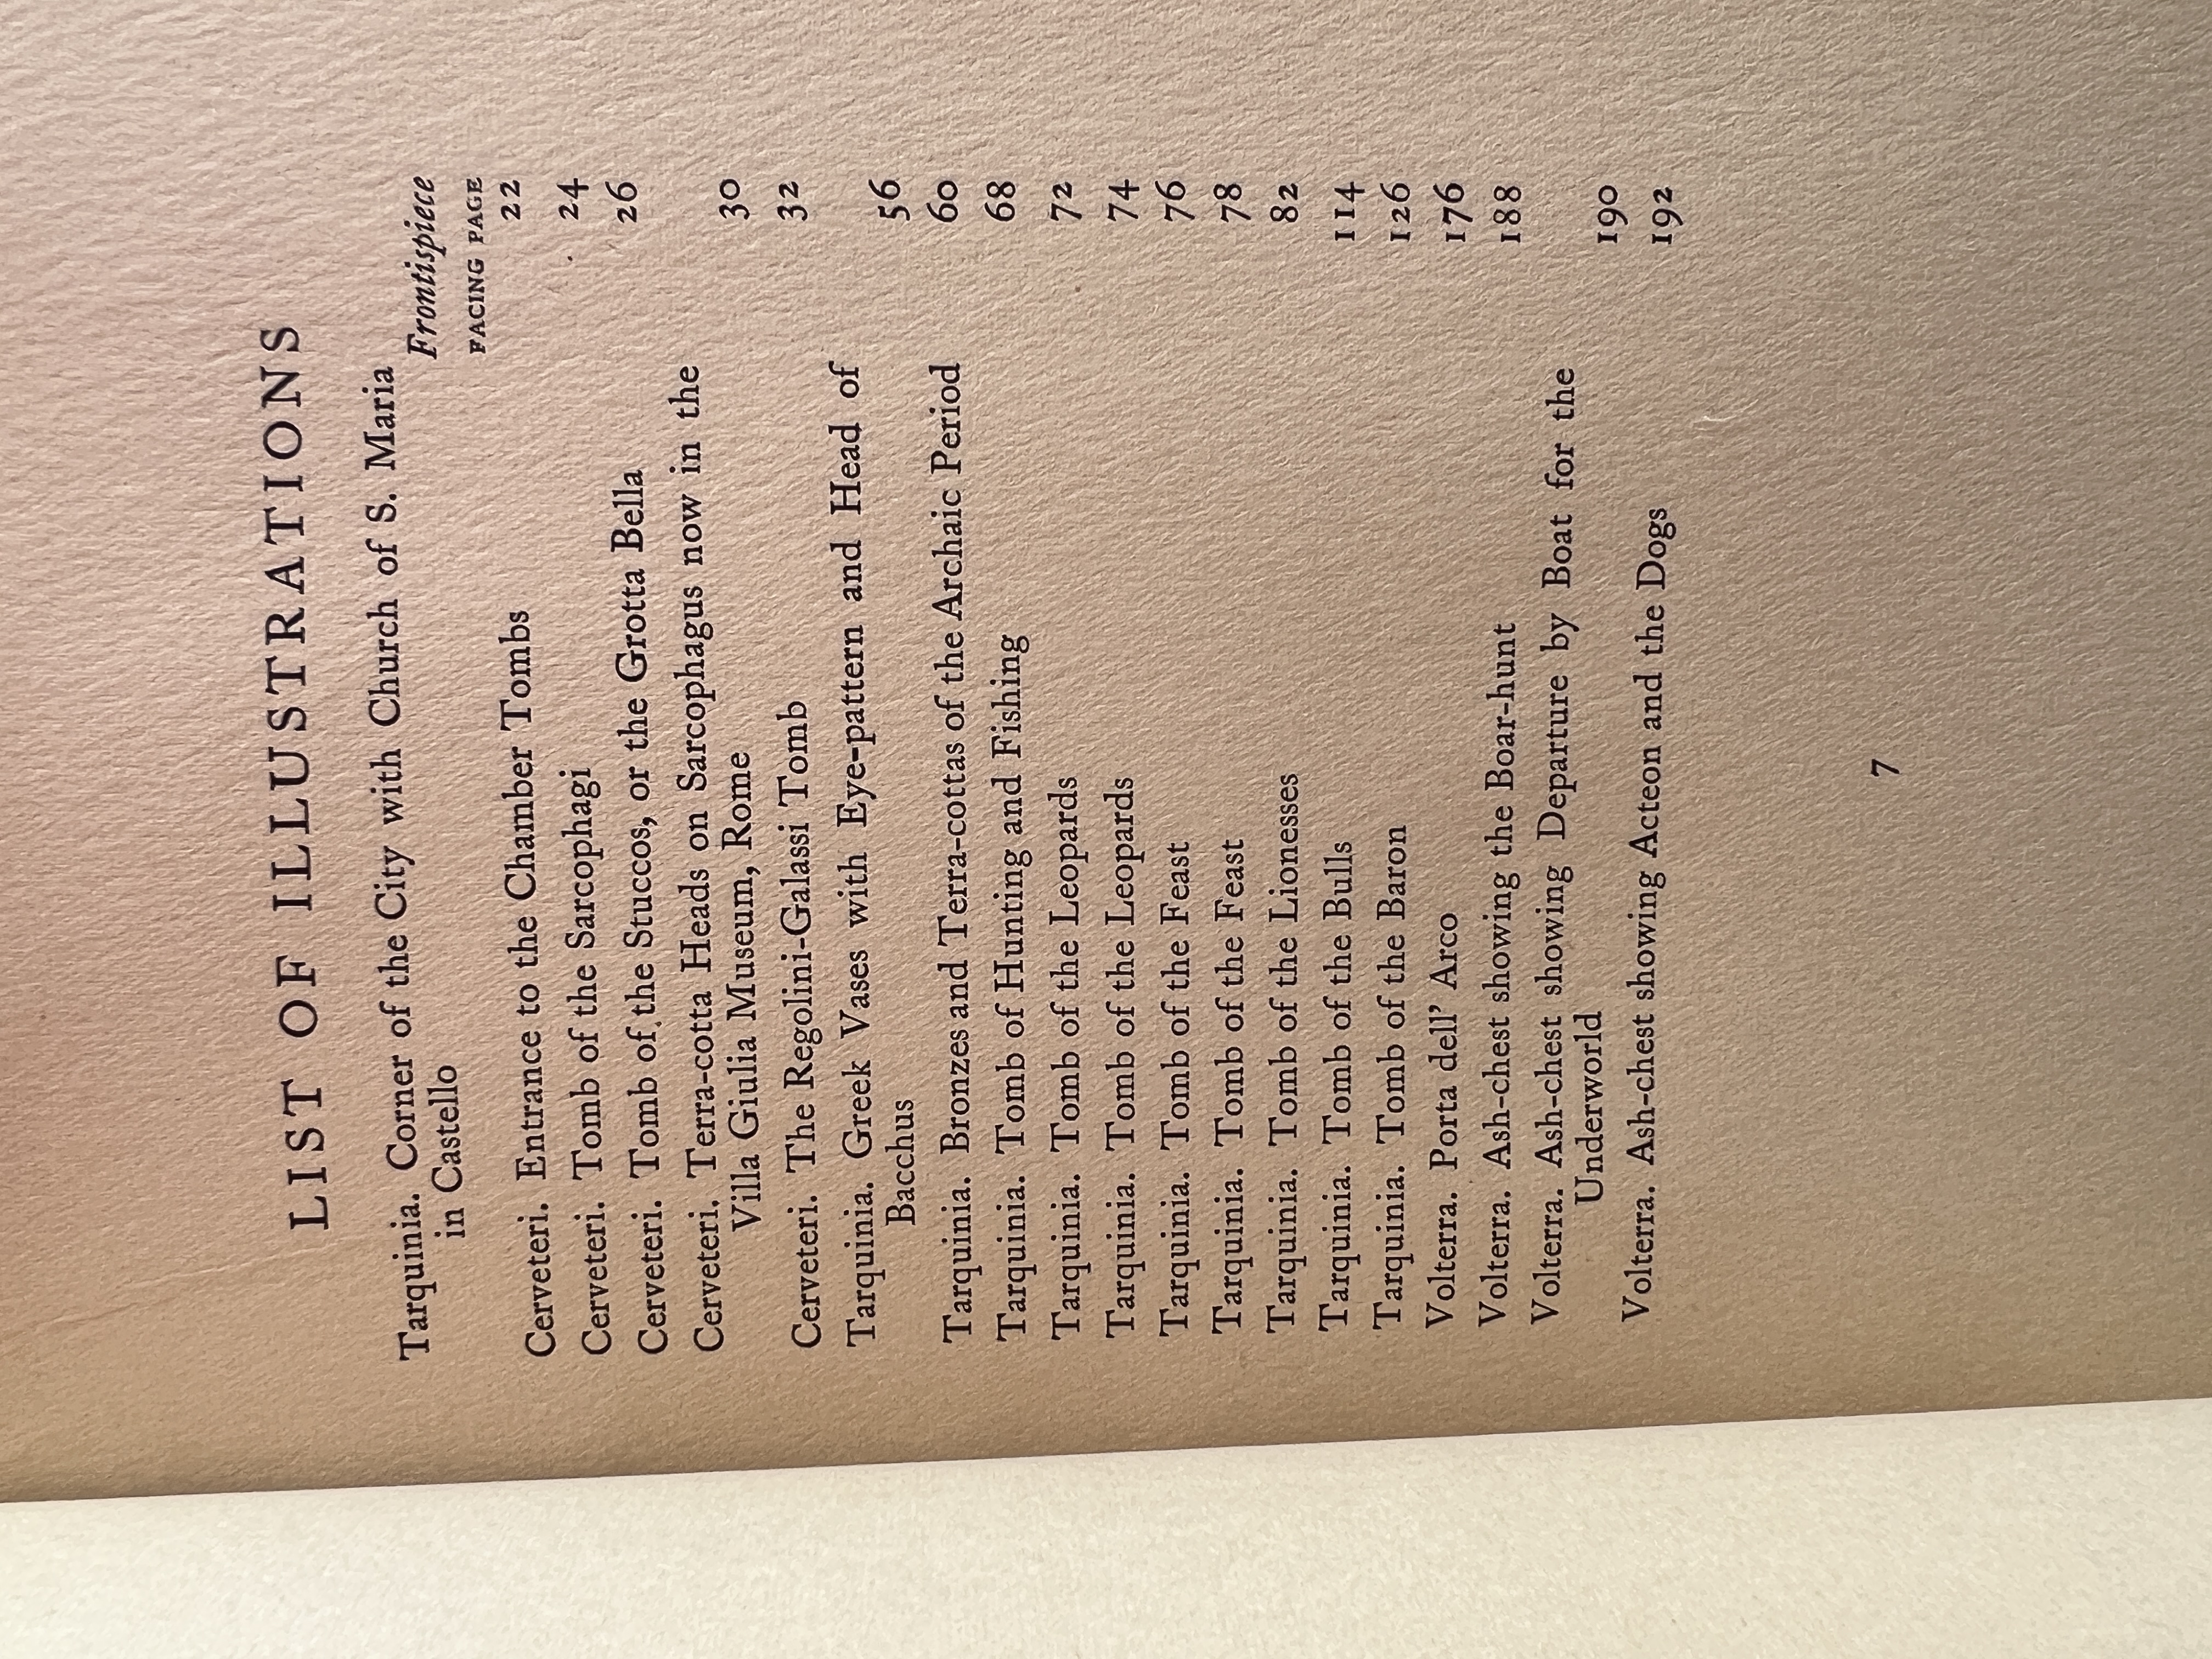 LIST OF ILLUSTRATIONS
Tarquinia. Corner of the City with Church of S. Maria
in Castello Frontispiece
FACING PAGE
Cerveteri. Entrance to the Chamber Tombs 22
Cerveteri. Tomb of the Sarcophagi 24
Cerveteri. Tomb of the Stuccos, or the Grotta Bella 26
Cerveteri. Terra-cotta Heads on Sarcophagus now in the
Villa Giulia Museum, Rome 30
Cerveteri. The Regolini-Galassi Tomb 32
Tarquinia. Greek Vases with Eye-pattern and Head of
Bacchus 56
Tarquinia. Bronzes and Terra-cottas of the Archaic Period 60
Tarquinia. Tomb of Hunting and Fishing 68
Tarquinia. Tomb of the Leopards 72
Tarquinia. Tomb of the Leopards 74
Tarquinia. Tomb of the Feast 76
Tarquinia. Tomb of the Feast 78
Tarquinia. Tomb of the Lionesses 82
Tarquinia. Tomb of the Bulls 114
Tarquinia. Tomb of the Baron 126
Volterra. Porta dell' Arco 176
Volterra. Ash-chest showing the Boar-hunt 188
Volterra. Ash-chest showing Departure by Boat for the
Underworld 190
Volterra. Ash-chest showing Acteon and the Dogs 192
7